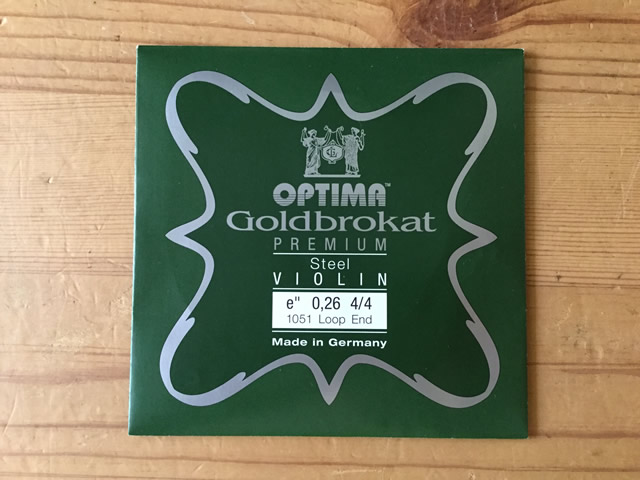 OPTIMA™
Goldbrokat
PREMIUM
Steel
VIOLIN
e" 0,26 4/4
1051 Loop End
Made in Germany